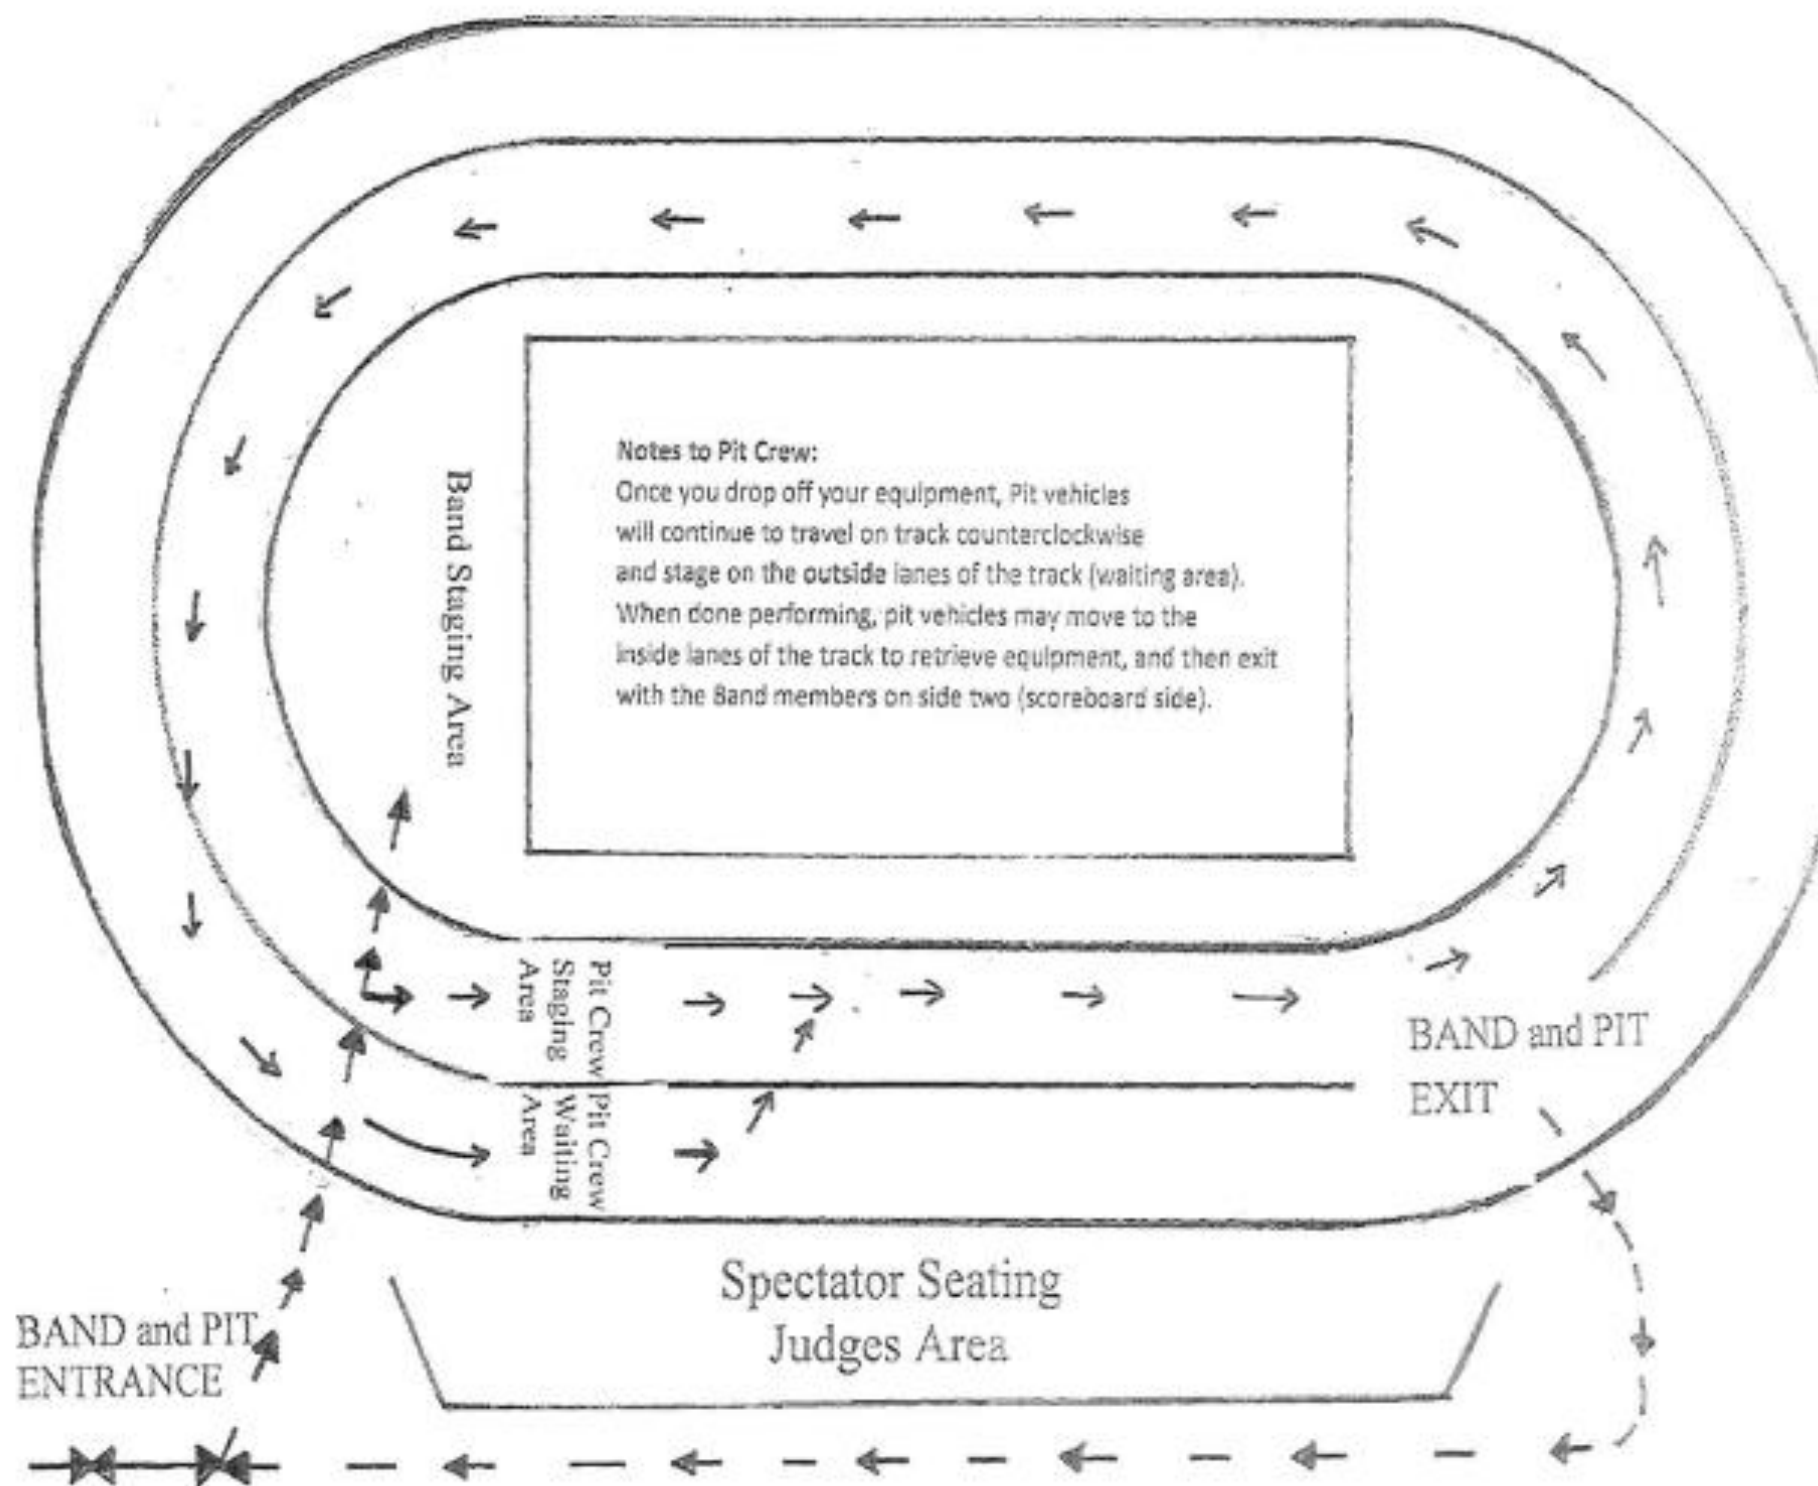 Notes to Pit Crew:
Once you drop off your equipment, Pit vehicles
will continue to travel on track counterclockwise
and stage on the outside lanes of the track (waiting area).
When done performing, pit vehicles may move to the
inside lanes of the track to retrieve equipment, and then exit
with the Band members on side two (scoreboard side).
Band Staging Area
Pit Crew
Staging
Area
Pit Crew
Waiting
Area
BAND and PIT
EXIT
Spectator Seating
Judges Area
BAND and PIT
ENTRANCE